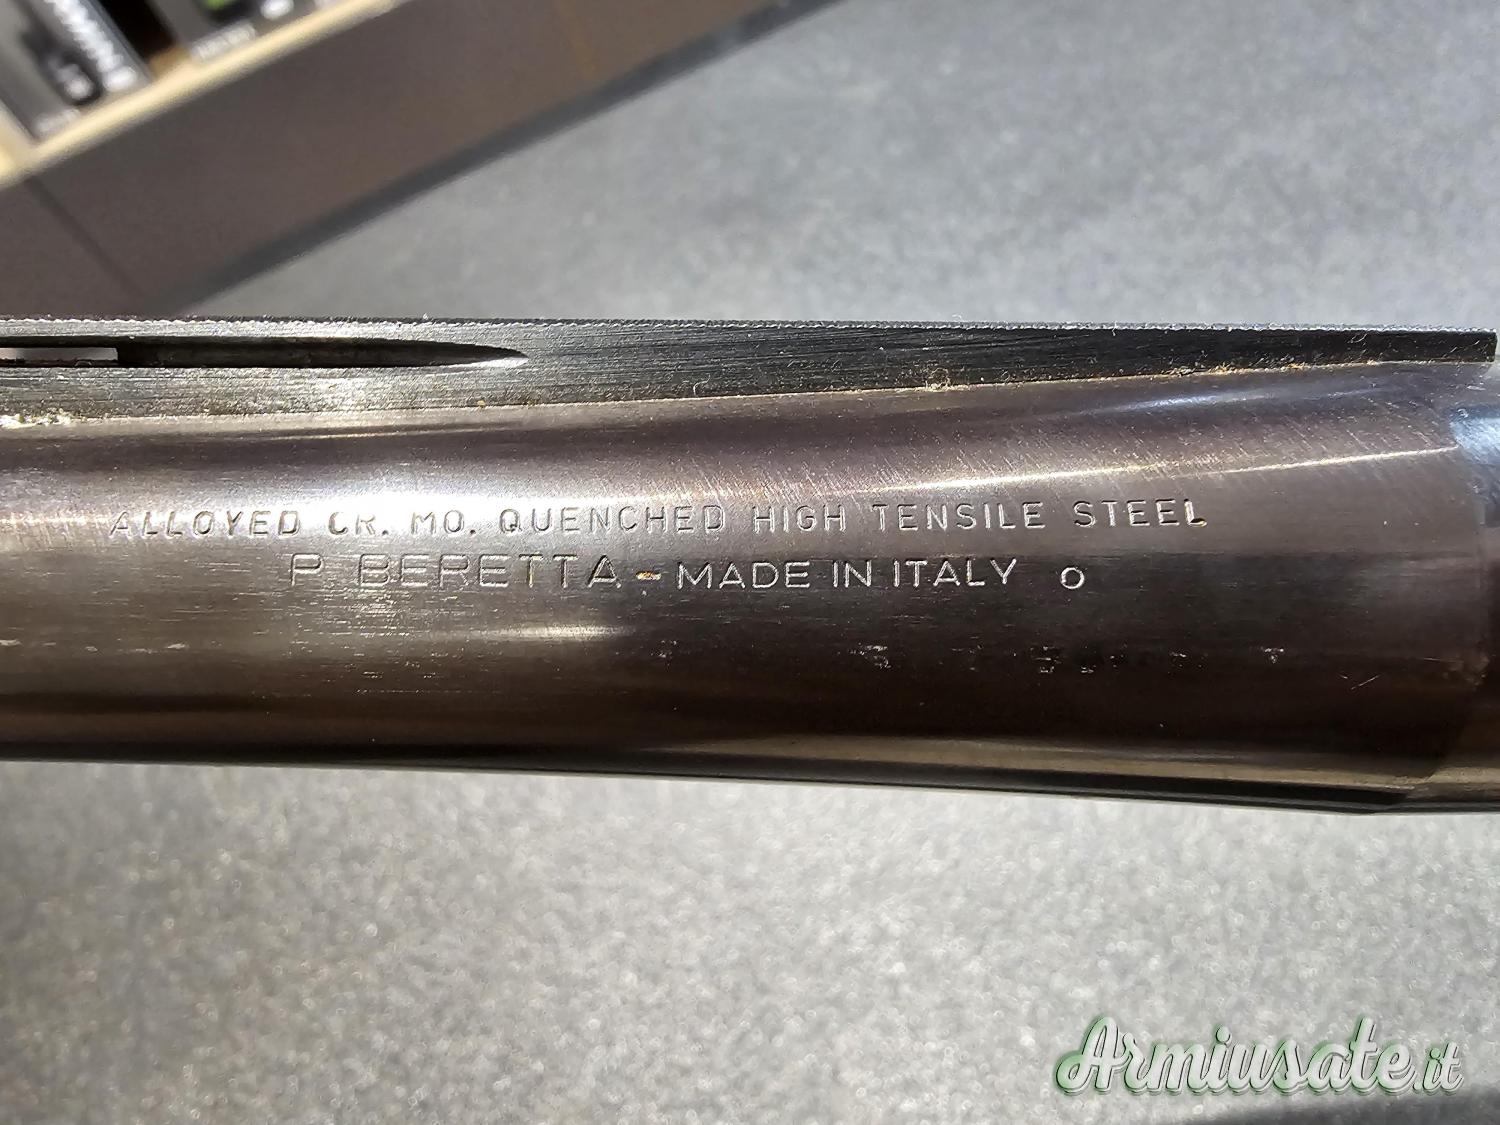 ALLOYED CR. MO. QUENCHED HIGH TENSILE STEEL
P. BERETTA - MADE IN ITALY O
Armiusate.it